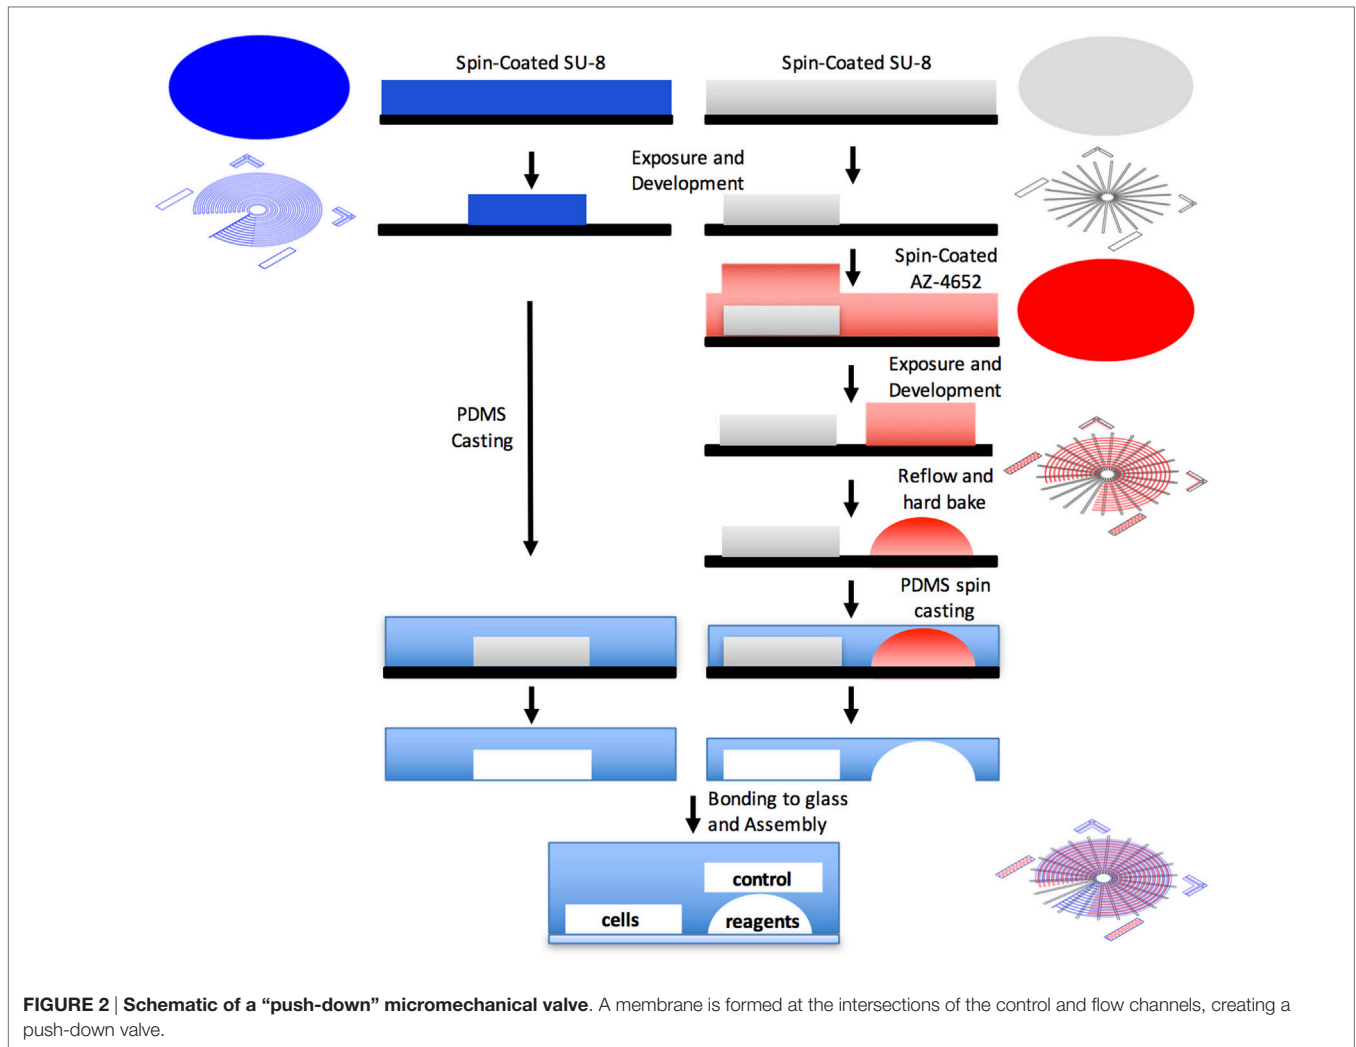 Spin-Coated SU-8
Spin-Coated SU-8
Exposure and
Development
Spin-Coated
AZ-4652
Exposure and
Development
PDMS
Casting
Reflow and
hard bake
PDMS spin
casting
Bonding to glass
and Assembly
control
cells
reagents
FIGURE 2 | Schematic of a “push-down” micromechanical valve. A membrane is formed at the intersections of the control and flow channels, creating a
push-down valve.